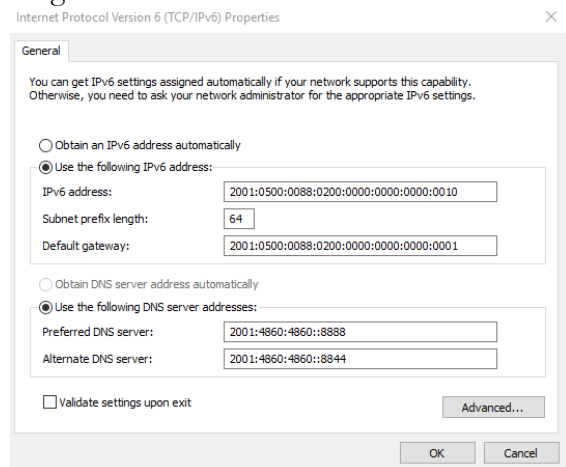 Internet Protocol Version 6 (TCP/IPv6) Properties
General
You can get IPv6 settings assigned automatically if your network supports this capability.
Otherwise, you need to ask your network administrator for the appropriate IPv6 settings.
Obtain an IPv6 address automatically
Use the following IPv6 address:
IPv6 address: 2001:0500:0088:0200:0000:0000:0000:0010
Subnet prefix length: 64
Default gateway: 2001:0500:0088:0200:0000:0000:0000:0001
Obtain DNS server address automatically
Use the following DNS server addresses:
Preferred DNS server: 2001:4860:4860::8888
Alternate DNS server: 2001:4860:4860::8844
Validate settings upon exit
Advanced...
OK Cancel